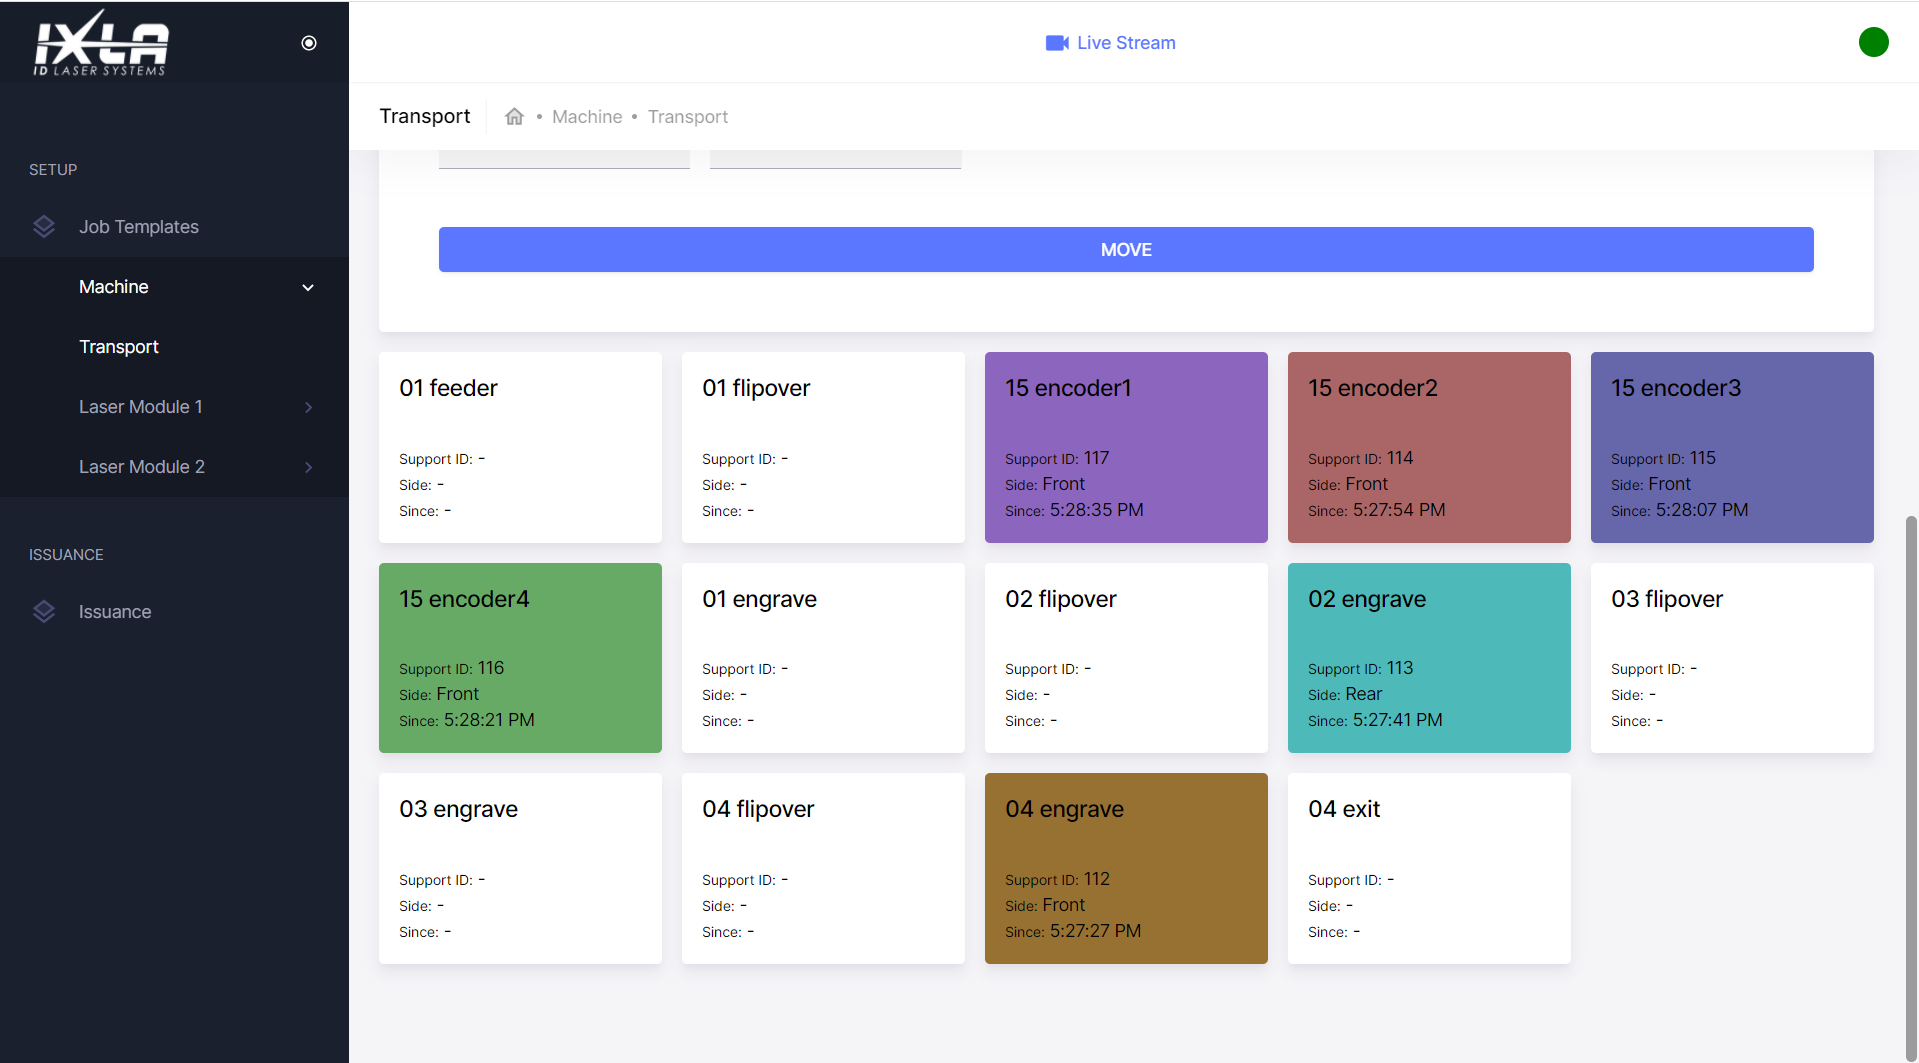 IXLA
ID LASER SYSTEMS
Live Stream
Transport
Machine • Transport
SETUP
Job Templates
Machine
Transport
Laser Module 1
Laser Module 2
ISSUANCE
Issuance
MOVE
01 feeder
Support ID: -
Side: -
Since: -
01 flipover
Support ID: -
Side: -
Since: -
15 encoder1
Support ID: 117
Side: Front
Since: 5:28:35 PM
15 encoder2
Support ID: 114
Side: Front
Since: 5:27:54 PM
15 encoder3
Support ID: 115
Side: Front
Since: 5:28:07 PM
15 encoder4
Support ID: 116
Side: Front
Since: 5:28:21 PM
01 engrave
Support ID: -
Side: -
Since: -
02 flipover
Support ID: -
Side: -
Since: -
02 engrave
Support ID: 113
Side: Rear
Since: 5:27:41 PM
03 flipover
Support ID: -
Side: -
Since: -
03 engrave
Support ID: -
Side: -
Since: -
04 flipover
Support ID: -
Side: -
Since: -
04 engrave
Support ID: 112
Side: Front
Since: 5:27:27 PM
04 exit
Support ID: -
Side: -
Since: -